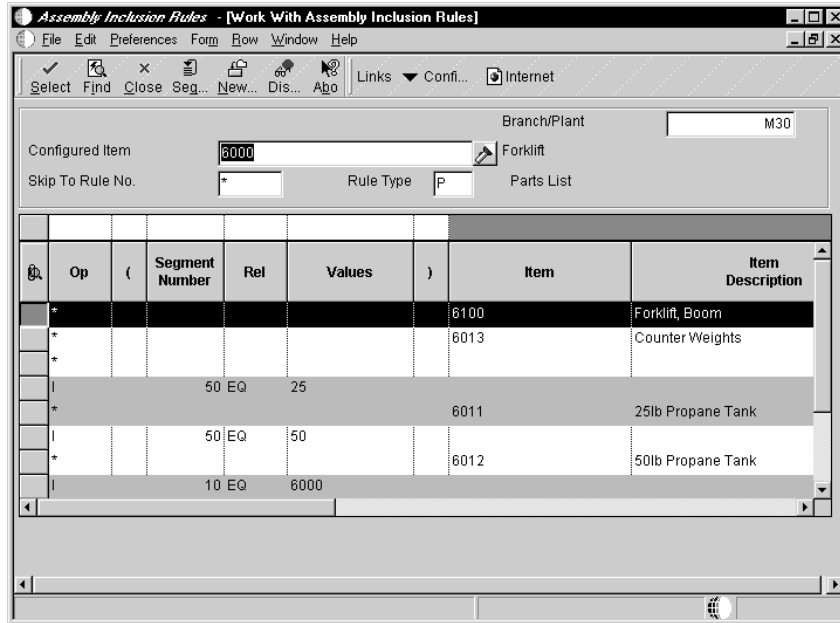 Assembly Inclusion Rules - [Work With Assembly Inclusion Rules]
File Edit Preferences Form Row Window Help
Select Find Close Seq... New... Dis... Abo Links Confi... Internet
Branch/Plant M30
Configured Item 6000 Forklift
Skip To Rule No. * Rule Type P Parts List
Op ( Segment Number Rel Values ) Item Item Description
* 6100 Forklift, Boom
* 6013 Counter Weights
*
I 50 EQ 25
* 6011 25lb Propane Tank
I 50 EQ 50
* 6012 50lb Propane Tank
I 10 EQ 6000